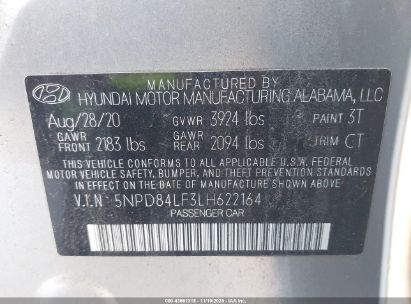 MANUFACTURED BY
HYUNDAI MOTOR MANUFACTURING ALABAMA, LLC
Aug/28/20 GVWR 3924 lbs PAINT 3T
GAWR FRONT 2183 lbs GAWR REAR 2094 lbs TRIM CT
THIS VEHICLE CONFORMS TO ALL APPLICABLE U.S.A. FEDERAL
MOTOR VEHICLE SAFETY, BUMPER, AND THEFT PREVENTION
STANDARDS IN EFFECT ON THE DATE OF MANUFACTURE SHOWN ABOVE.
V.I.N : 5NPD84LF3LH622164
PASSENGER CAR